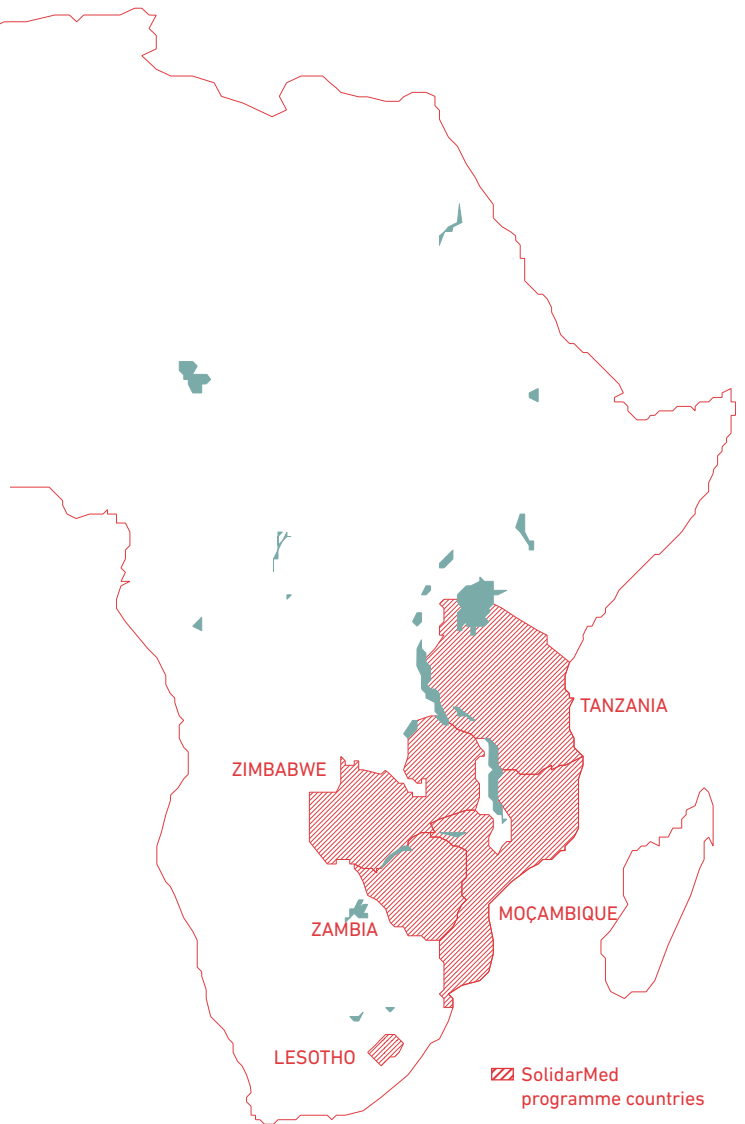 TANZANIA
ZIMBABWE
MOÇAMBIQUE
ZAMBIA
LESOTHO
SolidarMed
programme countries